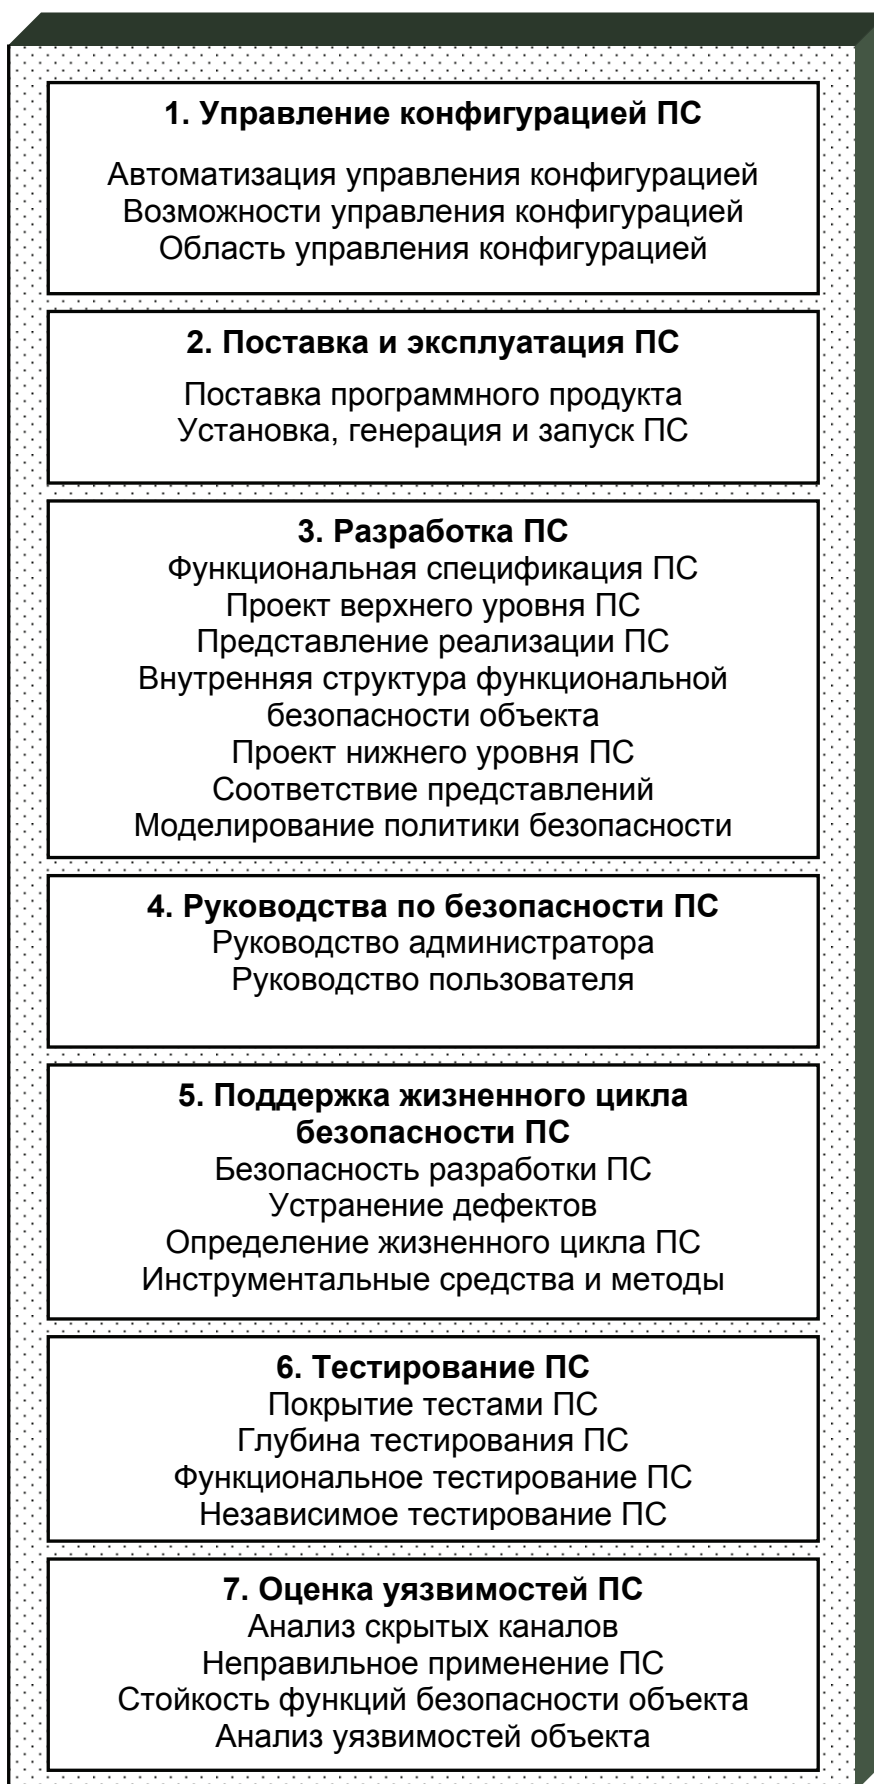 1. Управление конфигурацией ПС
Автоматизация управления конфигурацией
Возможности управления конфигурацией
Область управления конфигурацией
2. Поставка и эксплуатация ПС
Поставка программного продукта
Установка, генерация и запуск ПС
3. Разработка ПС
Функциональная спецификация ПС
Проект верхнего уровня ПС
Представление реализации ПС
Внутренняя структура функциональной
безопасности объекта
Проект нижнего уровня ПС
Соответствие представлений
Моделирование политики безопасности
4. Руководства по безопасности ПС
Руководство администратора
Руководство пользователя
5. Поддержка жизненного цикла
безопасности ПС
Безопасность разработки ПС
Устранение дефектов
Определение жизненного цикла ПС
Инструментальные средства и методы
6. Тестирование ПС
Покрытие тестами ПС
Глубина тестирования ПС
Функциональное тестирование ПС
Независимое тестирование ПС
7. Оценка уязвимостей ПС
Анализ скрытых каналов
Неправильное применение ПС
Стойкость функций безопасности объекта
Анализ уязвимостей объекта